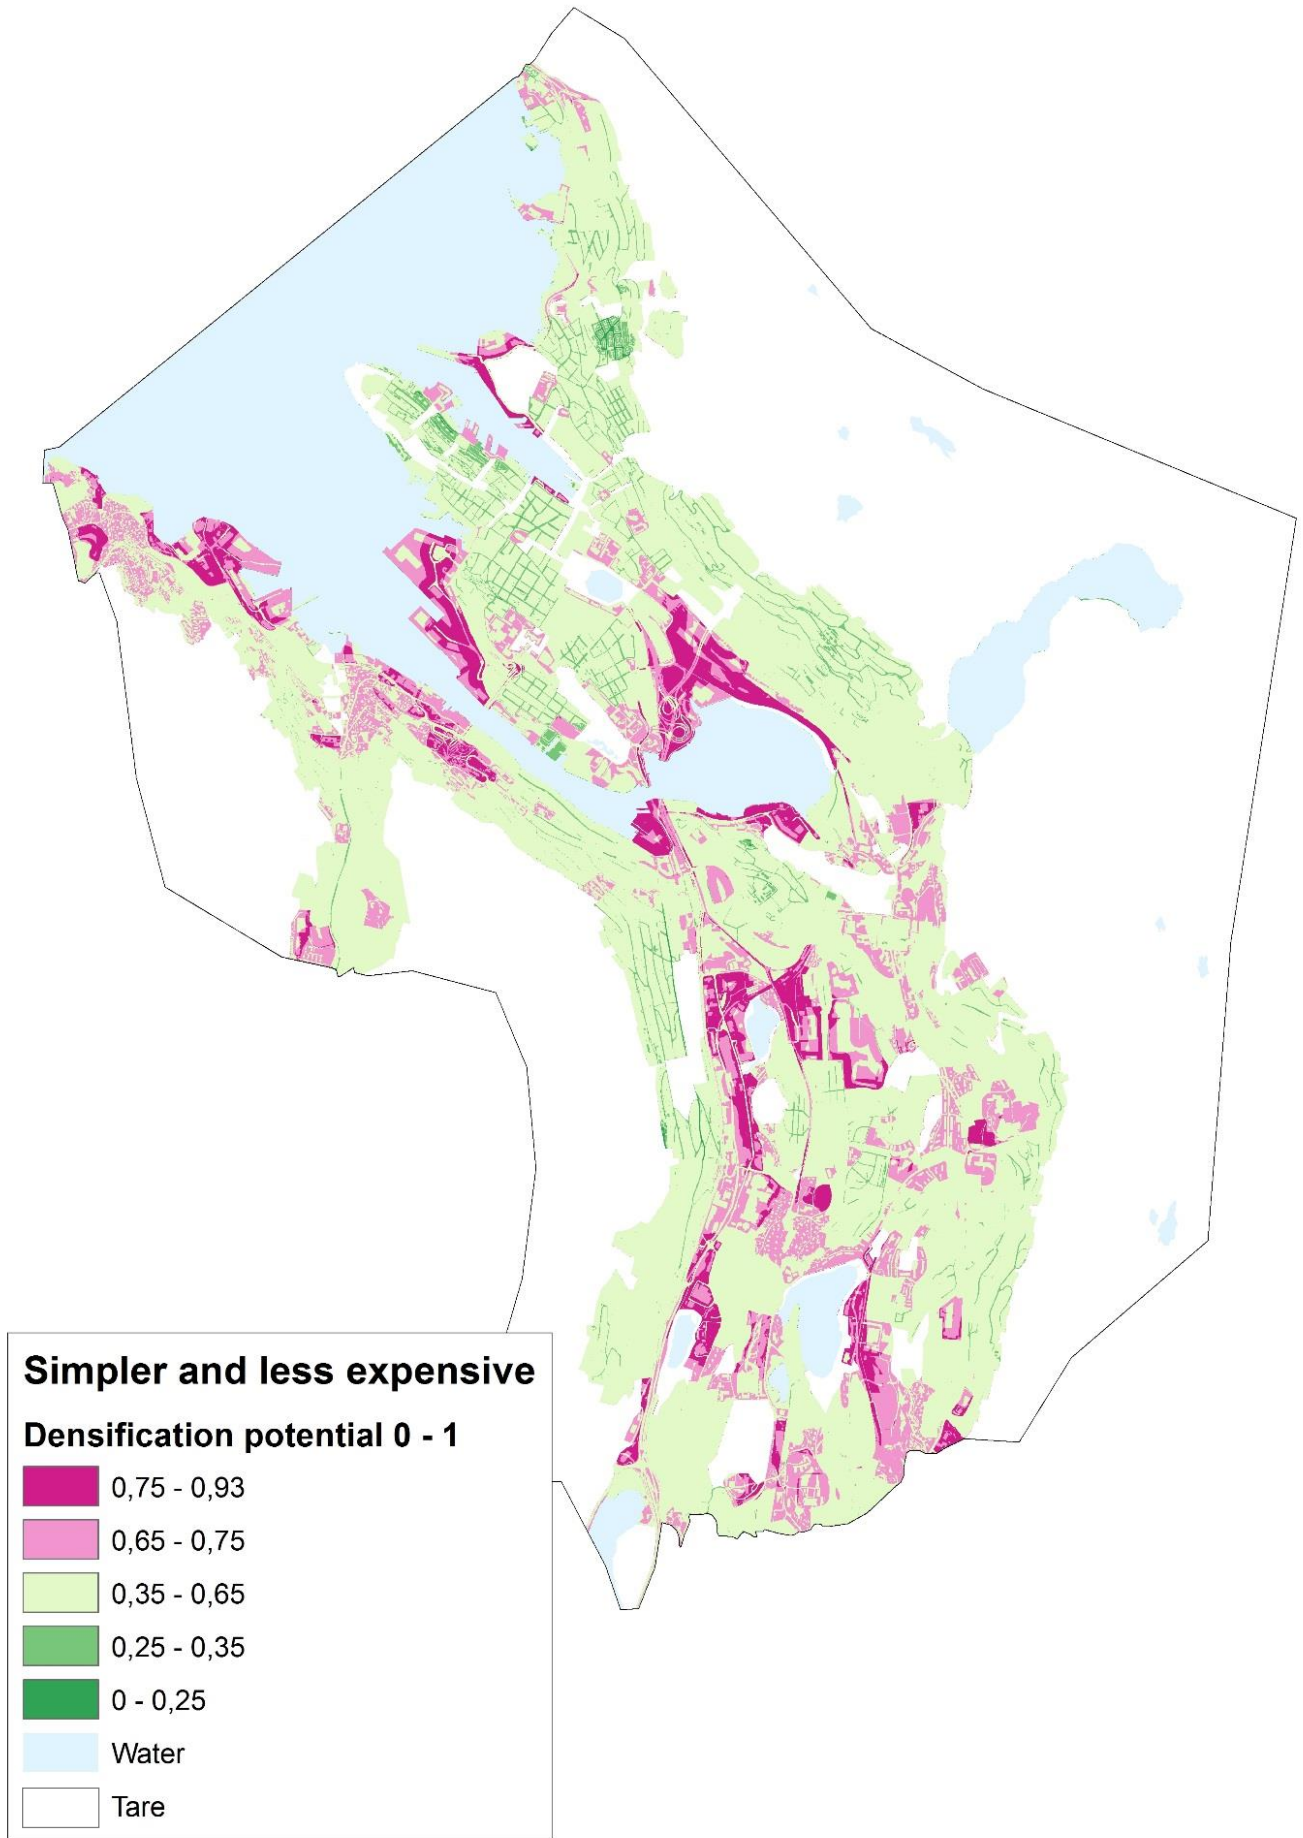 Simpler and less expensive
Densification potential 0 - 1
0,75 - 0,93
0,65 - 0,75
0,35 - 0,65
0,25 - 0,35
0 - 0,25
Water
Tare